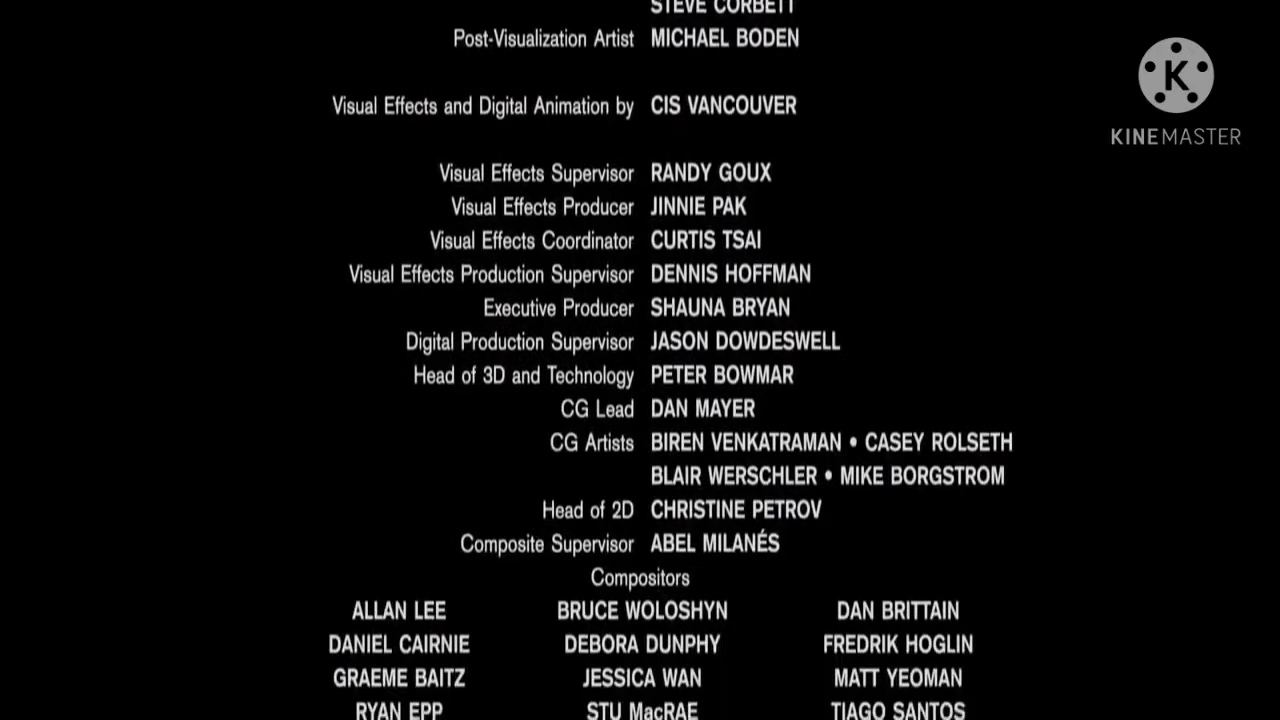 STEVE CORBETT
Post-Visualization Artist MICHAEL BODEN
Visual Effects and Digital Animation by CIS VANCOUVER
Visual Effects Supervisor RANDY GOUX
Visual Effects Producer JINNIE PAK
Visual Effects Coordinator CURTIS TSAI
Visual Effects Production Supervisor DENNIS HOFFMAN
Executive Producer SHAUNA BRYAN
Digital Production Supervisor JASON DOWDESWELL
Head of 3D and Technology PETER BOWMAR
CG Lead DAN MAYER
CG Artists BIREN VENKATRAMAN • CASEY ROLSETH
BLAIR WERSCHLER • MIKE BORGSTROM
Head of 2D CHRISTINE PETROV
Composite Supervisor ABEL MILANÉS
Compositors
ALLAN LEE BRUCE WOLOSHYN DAN BRITTAIN
DANIEL CAIRNIE DEBORA DUNPHY FREDRIK HOGLIN
GRAEME BAITZ JESSICA WAN MATT YEOMAN
RYAN EPP STU MacRAE TIAGO SANTOS
K
KINEMASTER